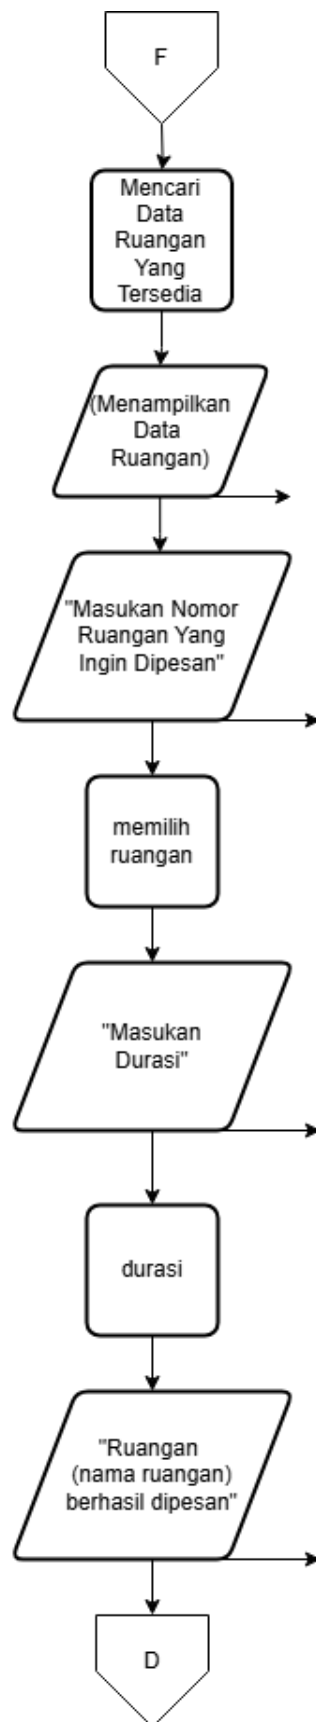 F
Mencari
Data
Ruangan
Yang
Tersedia
(Menampilkan
Data
Ruangan)
"Masukan Nomor
Ruangan Yang
Ingin Dipesan"
memilih
ruangan
"Masukan
Durasi"
durasi
"Ruangan
(nama ruangan)
berhasil dipesan"
D